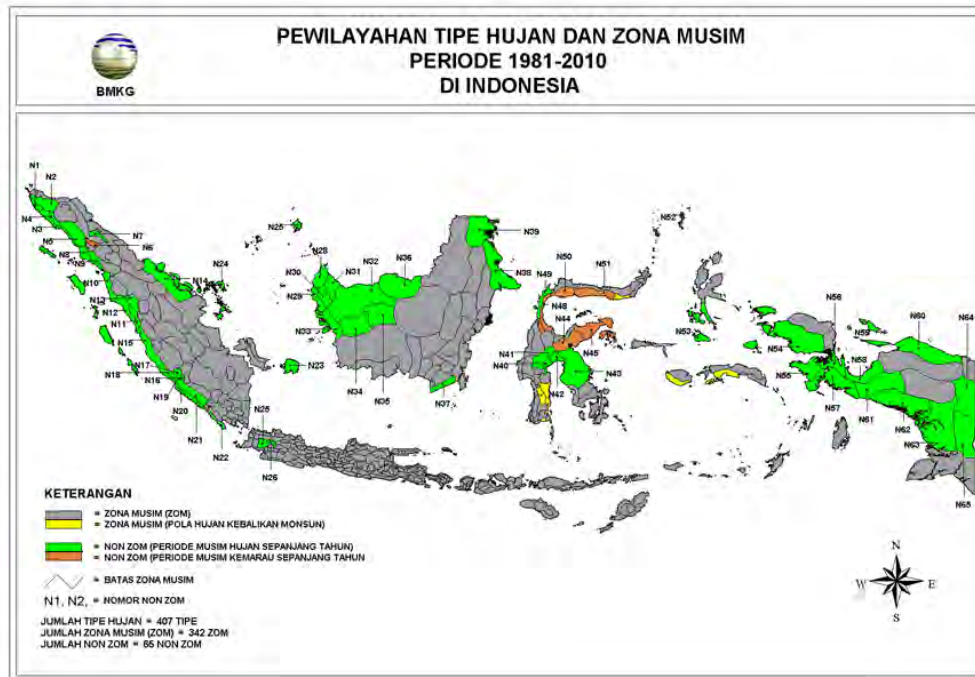 PEWILAYAHAN TIPE HUJAN DAN ZONA MUSIM
PERIODE 1981-2010
DI INDONESIA
BMKG
N1
N2
N4
N3
N5
N7
N6
N8
N9
N10
N14
N24
N13
N12
N11
N15
N17
N18
N16
N19
N20
N21
N22
N25
N23
N25
N26
N28
N30
N29
N33
N31
N32
N36
N34
N35
N37
N39
N38
N52
N49
N50
N51
N48
N44
N41
N40
N45
N43
N42
N53
N54
N55
N56
N59
N58
N57
N61
N60
N62
N63
N64
N65
KETERANGAN
= ZONA MUSIM (ZOM)
= ZONA MUSIM (POLA HUJAN KEBALIKAN MONSUN)
= NON ZOM (PERIODE MUSIM HUJAN SEPANJANG TAHUN)
= NON ZOM (PERIODE MUSIM KEMARAU SEPANJANG TAHUN
= BATAS ZONA MUSIM
N1, N2, = NOMOR NON ZOM
JUMLAH TIPE HUJAN = 407 TIPE
JUMLAH ZONA MUSIM (ZOM) = 342 ZOM
JUMLAH NON ZOM = 65 NON ZOM
N
W
E
S